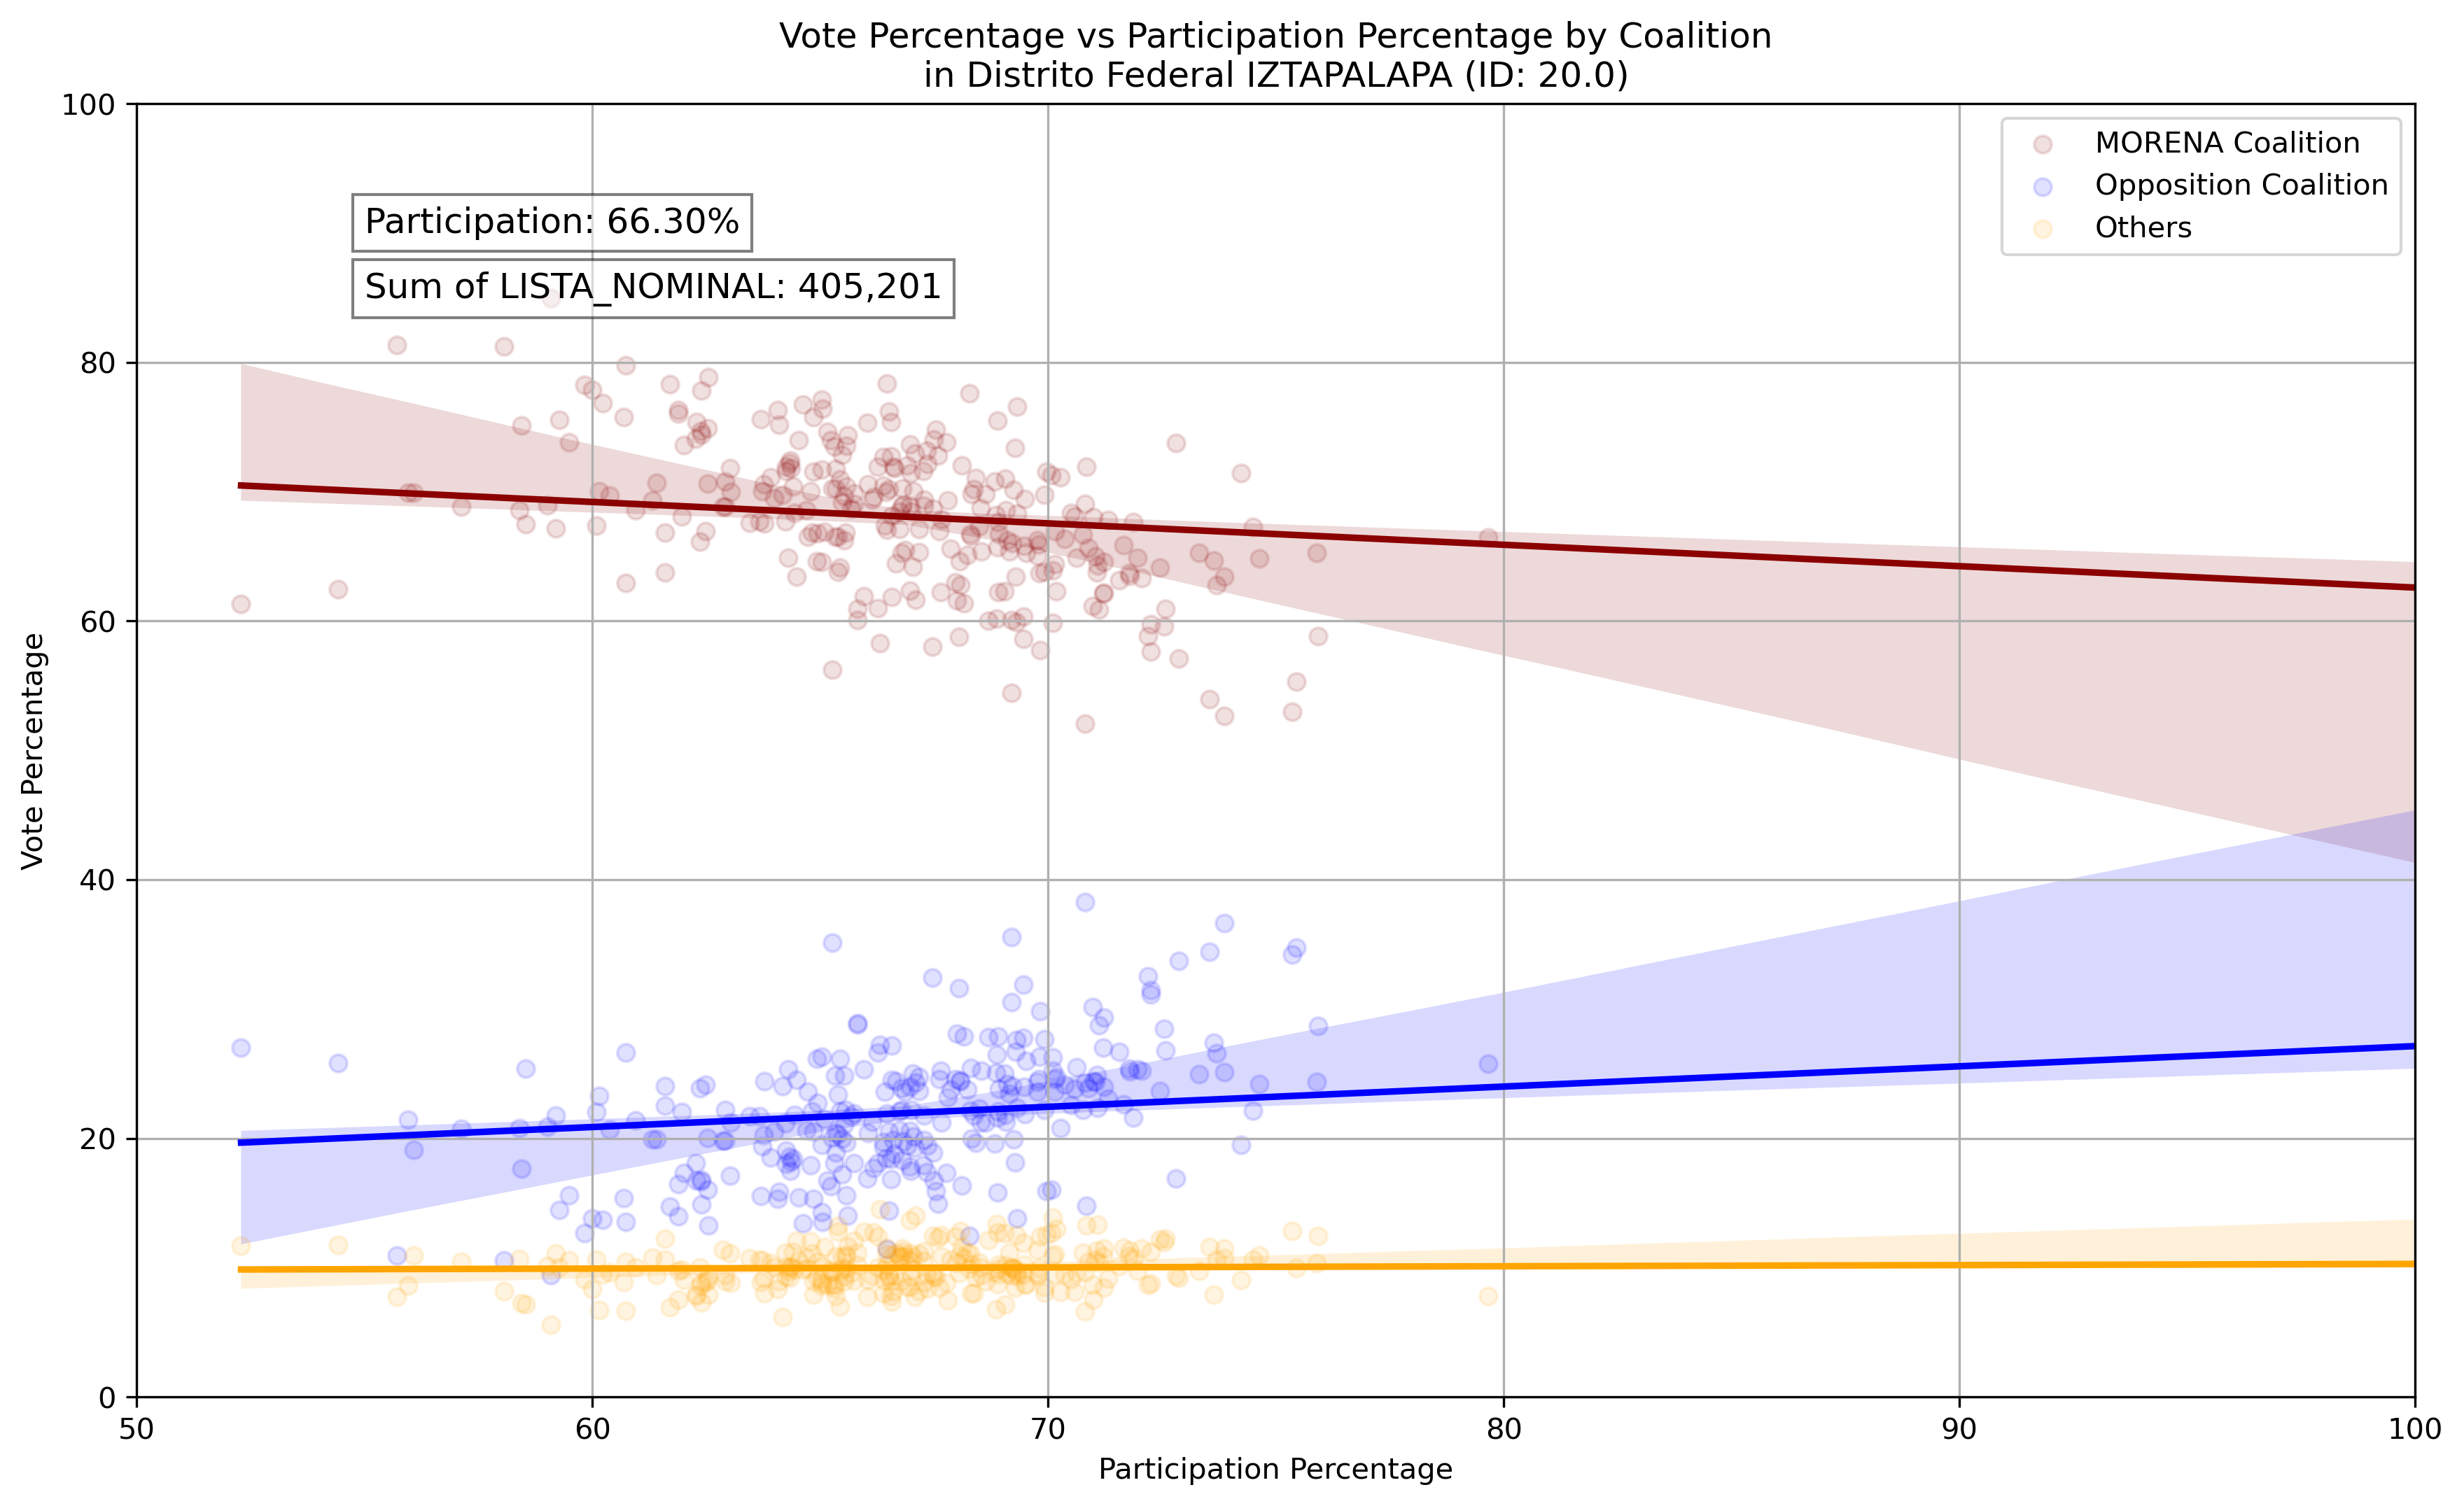 Vote Percentage vs Participation Percentage by Coalition
in Distrito Federal IZTAPALAPA (ID: 20.0)
100
80
60
40
20
0
Vote Percentage
Participation: 66.30%
Sum of LISTA_NOMINAL: 405,201
MORENA Coalition
Opposition Coalition
Others
50
60
70
80
90
100
Participation Percentage